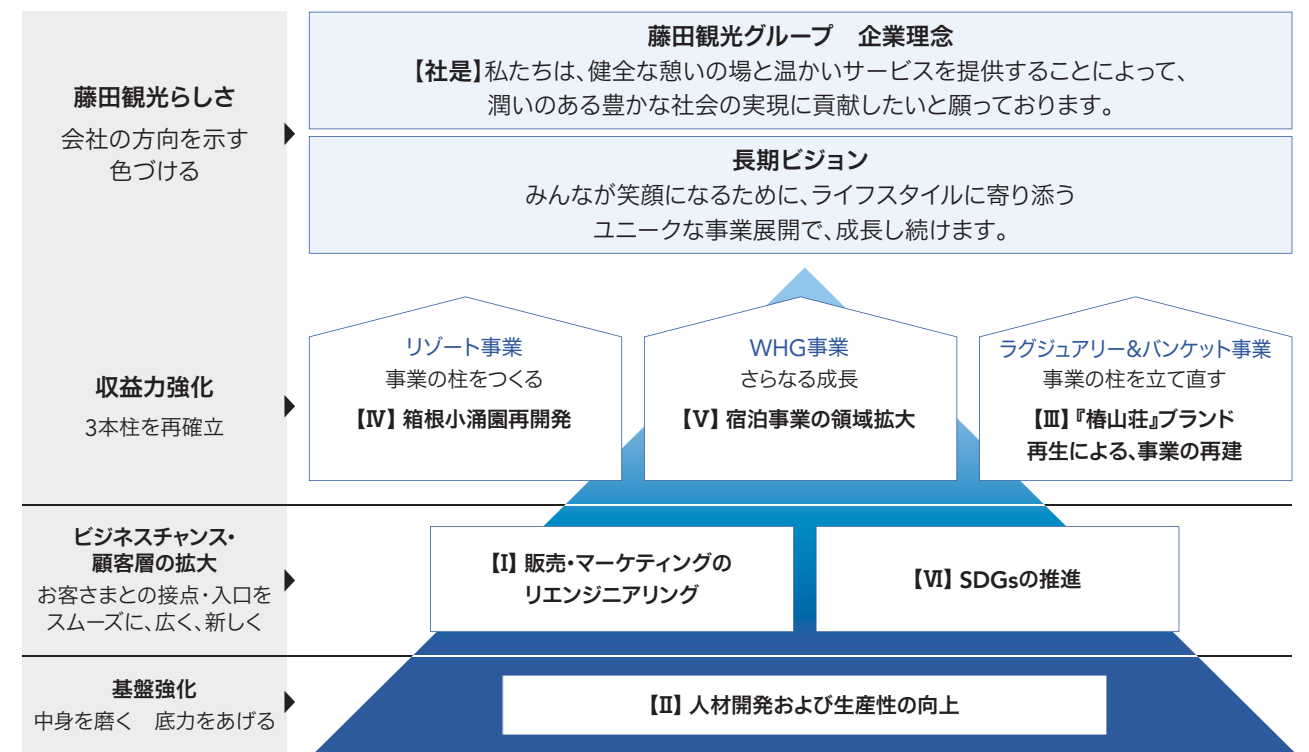 藤田観光らしさ
会社の方向を示す
色づける
藤田観光グループ　企業理念
【社是】私たちは、健全な憩いの場と温かいサービスを提供することによって、
潤いのある豊かな社会の実現に貢献したいと願っております。
長期ビジョン
みんなが笑顔になるために、ライフスタイルに寄り添う
ユニークな事業展開で、成長し続けます。
収益力強化
3本柱を再確立
リゾート事業
事業の柱をつくる
【Ⅳ】箱根小涌園再開発
WHG事業
さらなる成長
【Ⅴ】宿泊事業の領域拡大
ラグジュアリー&バンケット事業
事業の柱を立て直す
【Ⅲ】『椿山荘』ブランド
再生による、事業の再建
ビジネスチャンス・
顧客層の拡大
お客さまとの接点・入口を
スムーズに、広く、新しく
【Ⅰ】販売・マーケティングの
リエンジニアリング
【Ⅵ】SDGsの推進
基盤強化
中身を磨く　底力をあげる
【Ⅱ】人材開発および生産性の向上